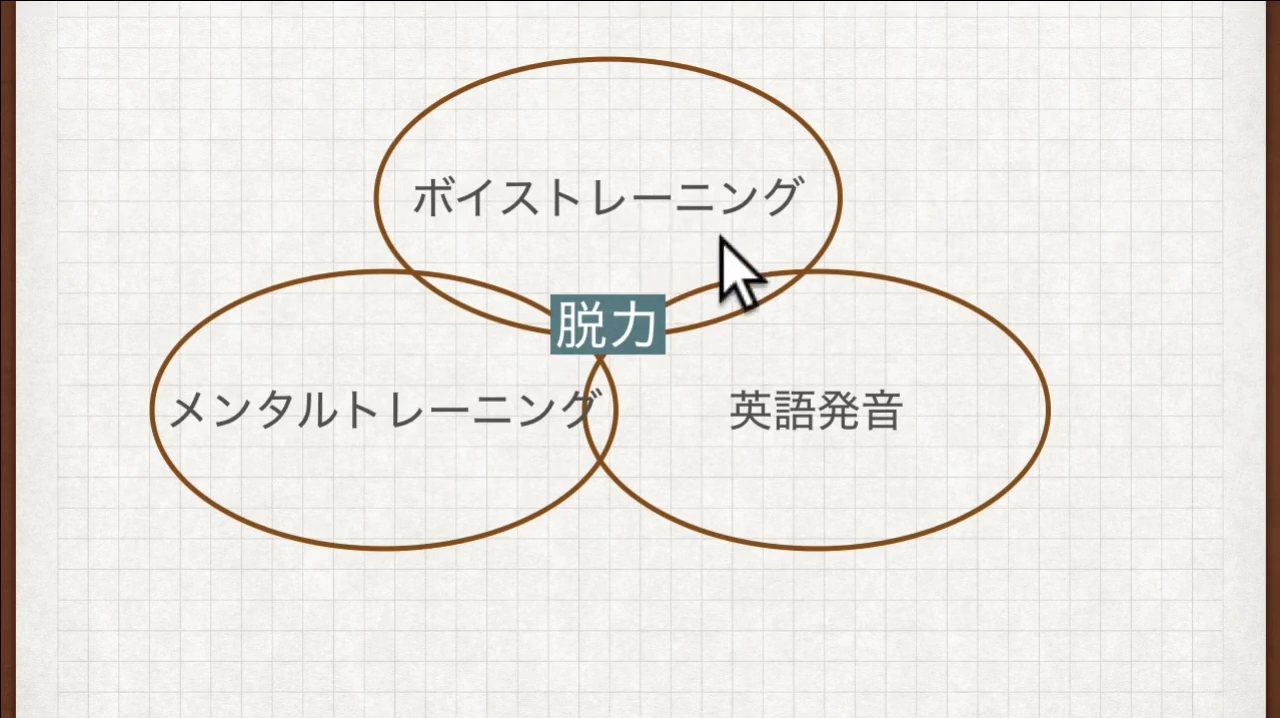 ボイストレーニング
脱力
メンタルトレーニング
英語発音